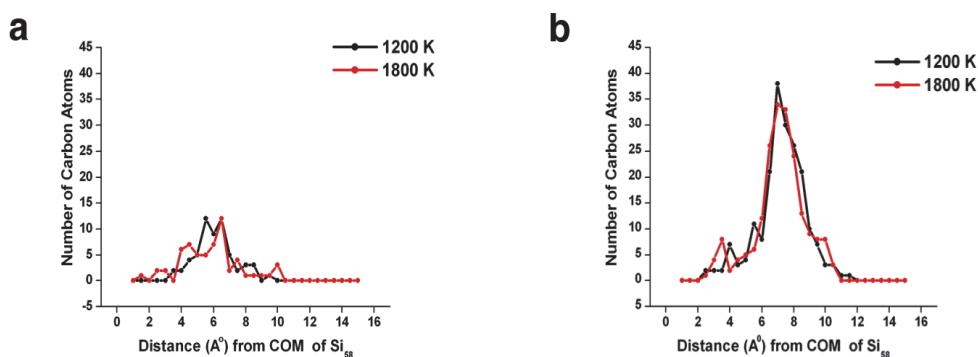 a
1200 K
1800 K
Number of Carbon Atoms
45
40
35
30
25
20
15
10
5
0
-5
0 2 4 6 8 10 12 14 16
Distance (A°) from COM of Si58
b
1200 K
1800 K
Number of Carbon Atoms
45
40
35
30
25
20
15
10
5
0
5
0 2 4 6 8 10 12 14 16
Distance (A⁰) from COM of Si58